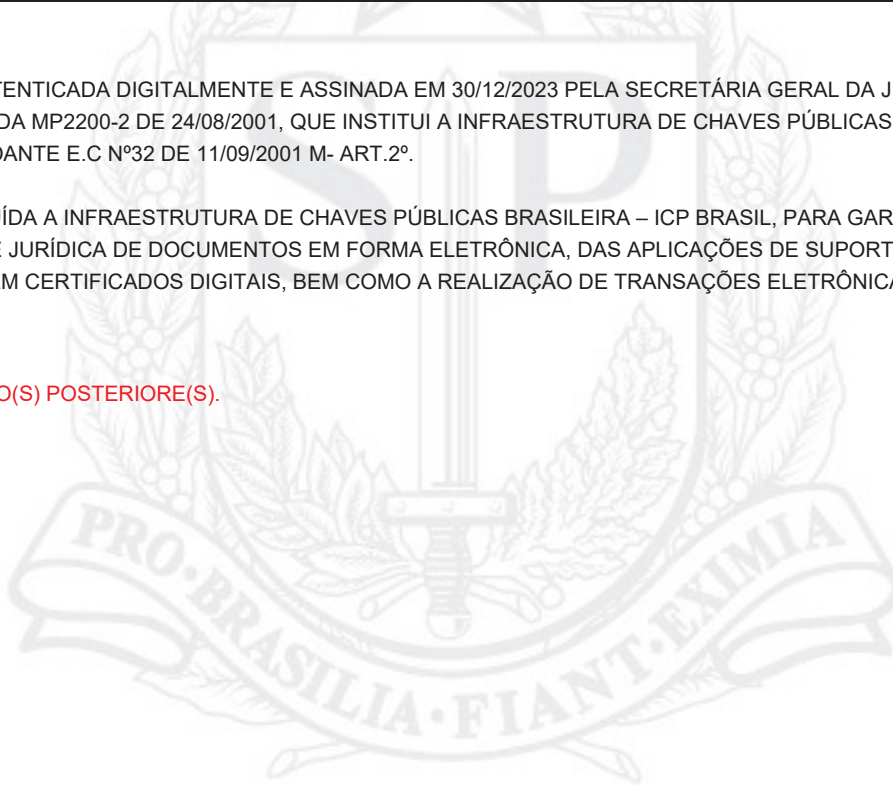 TENTICADA DIGITALMENTE E ASSINADA EM 30/12/2023 PELA SECRETÁRIA GERAL DA J
DA MP2200-2 DE 24/08/2001, QUE INSTITUI A INFRAESTRUTURA DE CHAVES PÚBLICAS
DANTE E.C Nº32 DE 11/09/2001 M- ART.2º.
UÍDA A INFRAESTRUTURA DE CHAVES PÚBLICAS BRASILEIRA – ICP BRASIL, PARA GAR
E JURÍDICA DE DOCUMENTOS EM FORMA ELETRÔNICA, DAS APLICAÇÕES DE SUPORT
EM CERTIFICADOS DIGITAIS, BEM COMO A REALIZAÇÃO DE TRANSAÇÕES ELETRÔNICA
O(S) POSTERIORE(S).
SP
PRO·BRASILIA·FIANT·EXIMIA